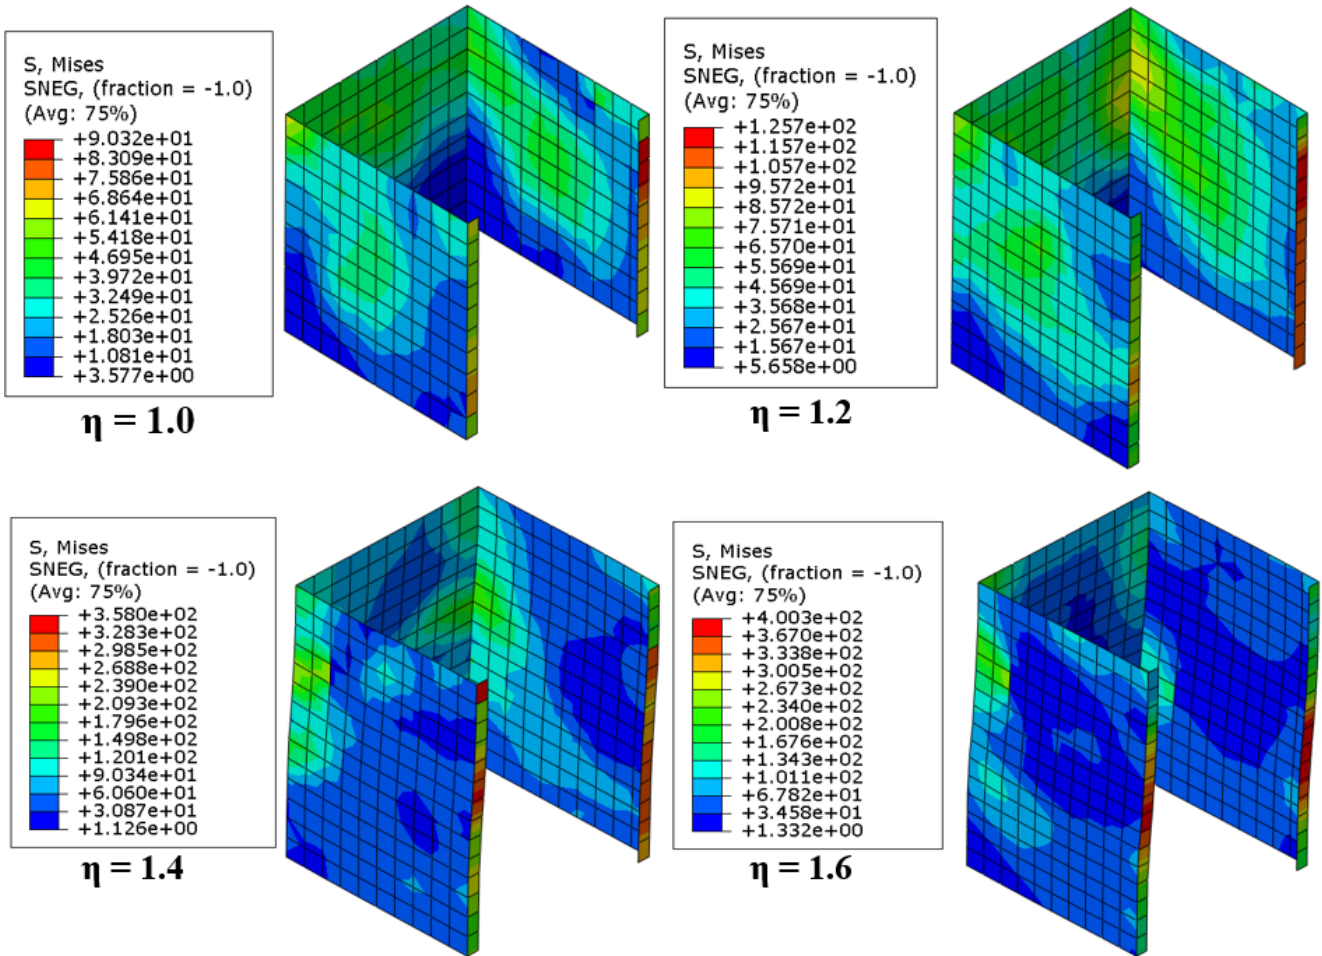 S, Mises
SNEG, (fraction = -1.0)
(Avg: 75%)
+9.032e+01
+8.309e+01
+7.586e+01
+6.864e+01
+6.141e+01
+5.418e+01
+4.695e+01
+3.972e+01
+3.249e+01
+2.526e+01
+1.803e+01
+1.081e+01
+3.577e+00
η = 1.0
S, Mises
SNEG, (fraction = -1.0)
(Avg: 75%)
+1.257e+02
+1.157e+02
+1.057e+02
+9.572e+01
+8.572e+01
+7.571e+01
+6.570e+01
+5.569e+01
+4.569e+01
+3.568e+01
+2.567e+01
+1.567e+01
+5.658e+00
η = 1.2
S, Mises
SNEG, (fraction = -1.0)
(Avg: 75%)
+3.580e+02
+3.283e+02
+2.985e+02
+2.688e+02
+2.390e+02
+2.093e+02
+1.796e+02
+1.498e+02
+1.201e+02
+9.034e+01
+6.060e+01
+3.087e+01
+1.126e+00
η = 1.4
S, Mises
SNEG, (fraction = -1.0)
(Avg: 75%)
+4.003e+02
+3.670e+02
+3.338e+02
+3.005e+02
+2.673e+02
+2.340e+02
+2.008e+02
+1.676e+02
+1.343e+02
+1.011e+02
+6.782e+01
+3.458e+01
+1.332e+00
η = 1.6